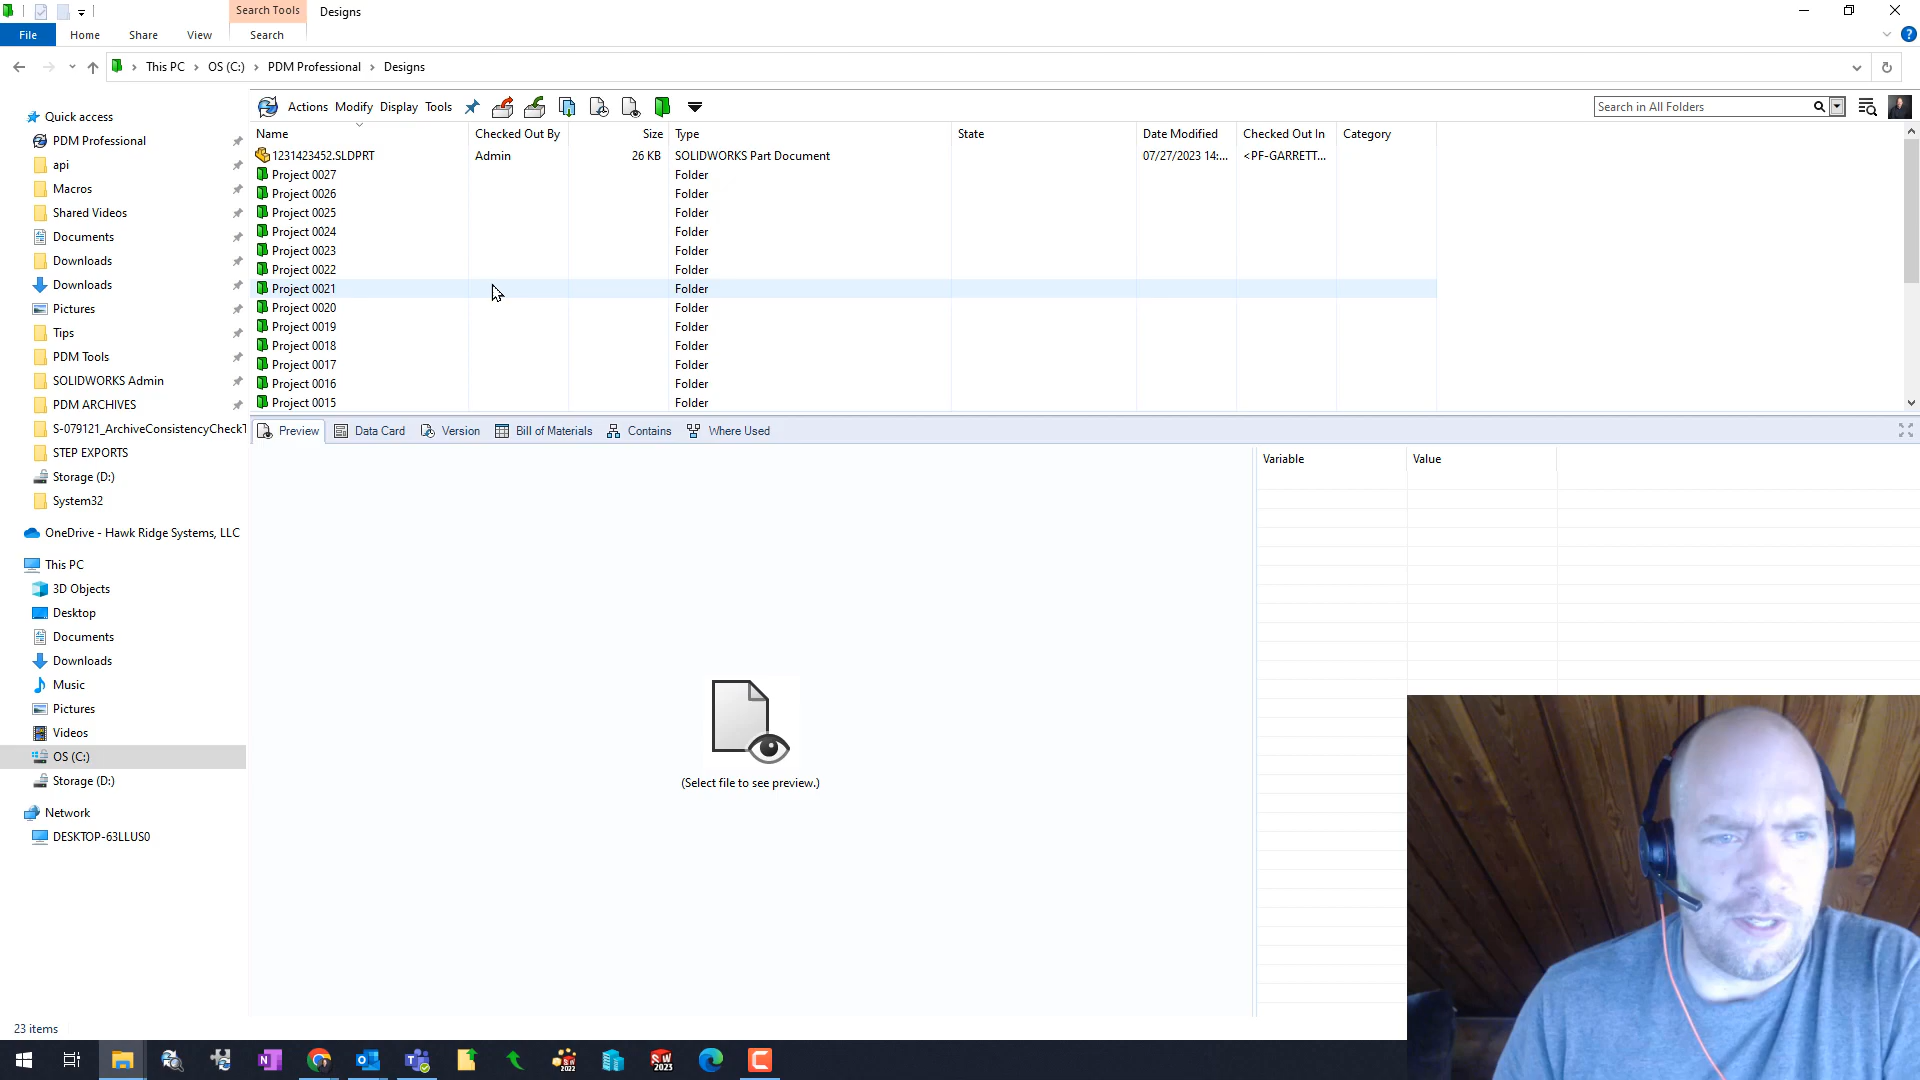 Search Tools
Designs
File
Home
Share
View
Search
This PC
OS (C:)
PDM Professional
Designs
Actions
Modify
Display
Tools
Search in All Folders
Name
Checked Out By
Size
Type
State
Date Modified
Checked Out In
Category
1231423452.SLDPRT
Admin
26 KB
SOLIDWORKS Part Document
07/27/2023 14:...
<PF-GARRETT...
Project 0027
Folder
Project 0026
Folder
Project 0025
Folder
Project 0024
Folder
Project 0023
Folder
Project 0022
Folder
Project 0021
Folder
Project 0020
Folder
Project 0019
Folder
Project 0018
Folder
Project 0017
Folder
Project 0016
Folder
Project 0015
Folder
Quick access
PDM Professional
api
Macros
Shared Videos
Documents
Downloads
Downloads
Pictures
Tips
PDM Tools
SOLIDWORKS Admin
PDM ARCHIVES
S-079121_ArchiveConsistencyCheckT
STEP EXPORTS
Storage (D:)
System32
OneDrive - Hawk Ridge Systems, LLC
This PC
3D Objects
Desktop
Documents
Downloads
Music
Pictures
Videos
OS (C:)
Storage (D:)
Network
DESKTOP-63LLUS0
Preview
Data Card
Version
Bill of Materials
Contains
Where Used
Variable
Value
(Select file to see preview.)
23 items
2022
SW
2023